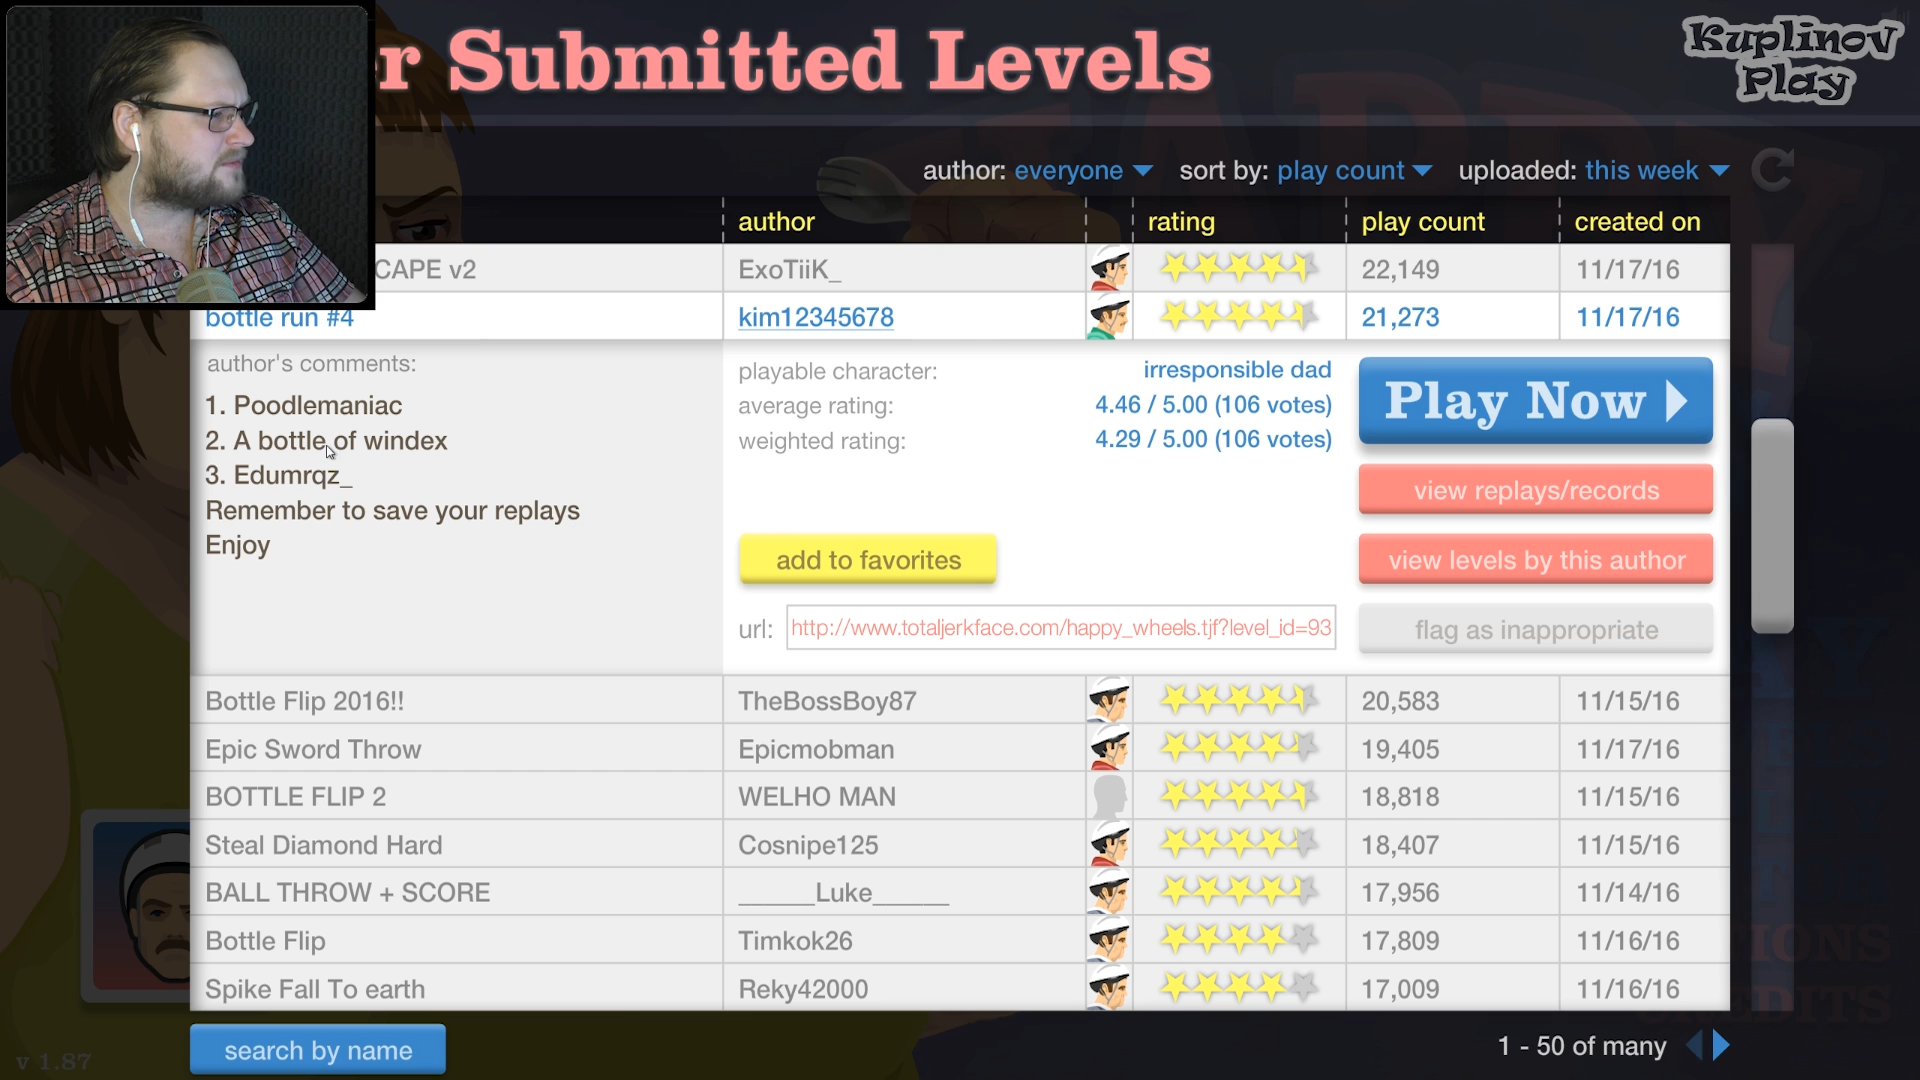 r Submitted Levels
Kuplinov
Play
author: everyone sort by: play count uploaded: this week
author rating play count created on
CAPE v2 ExoTiiK_ 22,149 11/17/16
bottle run #4 kim12345678 21,273 11/17/16
author's comments:
1. Poodlemaniac
2. A bottle of windex
3. Edumrqz_
Remember to save your replays
Enjoy
playable character: irresponsible dad
average rating: 4.46 / 5.00 (106 votes)
weighted rating: 4.29 / 5.00 (106 votes)
add to favorites
url: http://www.totaljerkface.com/happy_wheels.tjf?level_id=93
Play Now
view replays/records
view levels by this author
flag as inappropriate
Bottle Flip 2016!! TheBossBoy87 20,583 11/15/16
Epic Sword Throw Epicmobman 19,405 11/17/16
BOTTLE FLIP 2 WELHO MAN 18,818 11/15/16
Steal Diamond Hard Cosnipe125 18,407 11/15/16
BALL THROW + SCORE ______Luke______ 17,956 11/14/16
Bottle Flip Timkok26 17,809 11/16/16
Spike Fall To earth Reky42000 17,009 11/16/16
search by name
1 - 50 of many
v 1.87